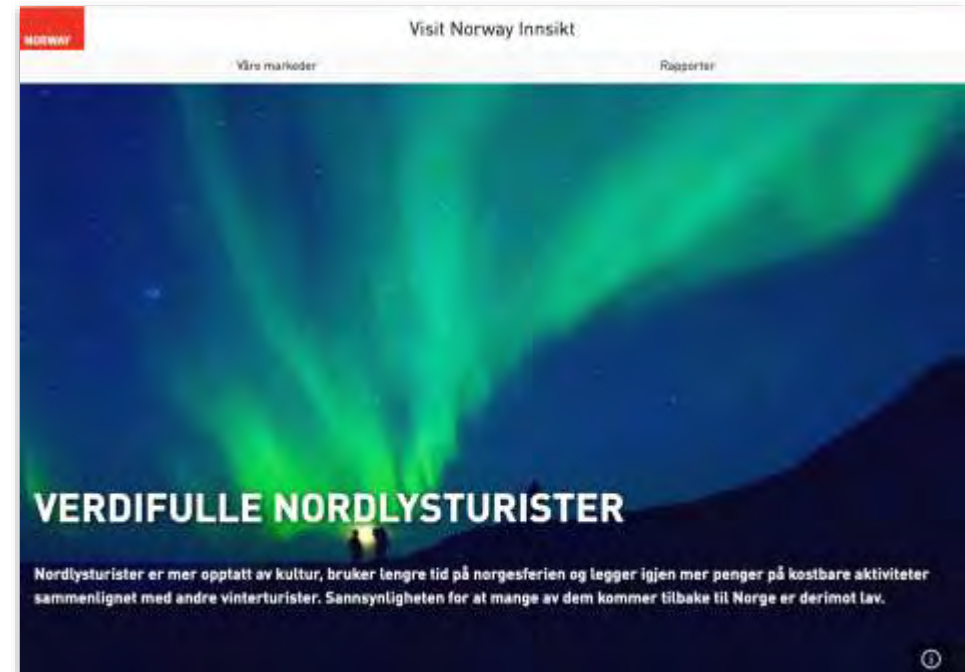 NORWAY
Visit Norway Innsikt
Våre markeder
Rapporter
VERDIFULLE NORDLYSTURISTER
Nordlysturister er mer opptatt av kultur, bruker lengre tid på norgesferien og legger igjen mer penger på kostbare aktiviteter
sammenlignet med andre vinterturister. Sannsynligheten for at mange av dem kommer tilbake til Norge er derimot lav.